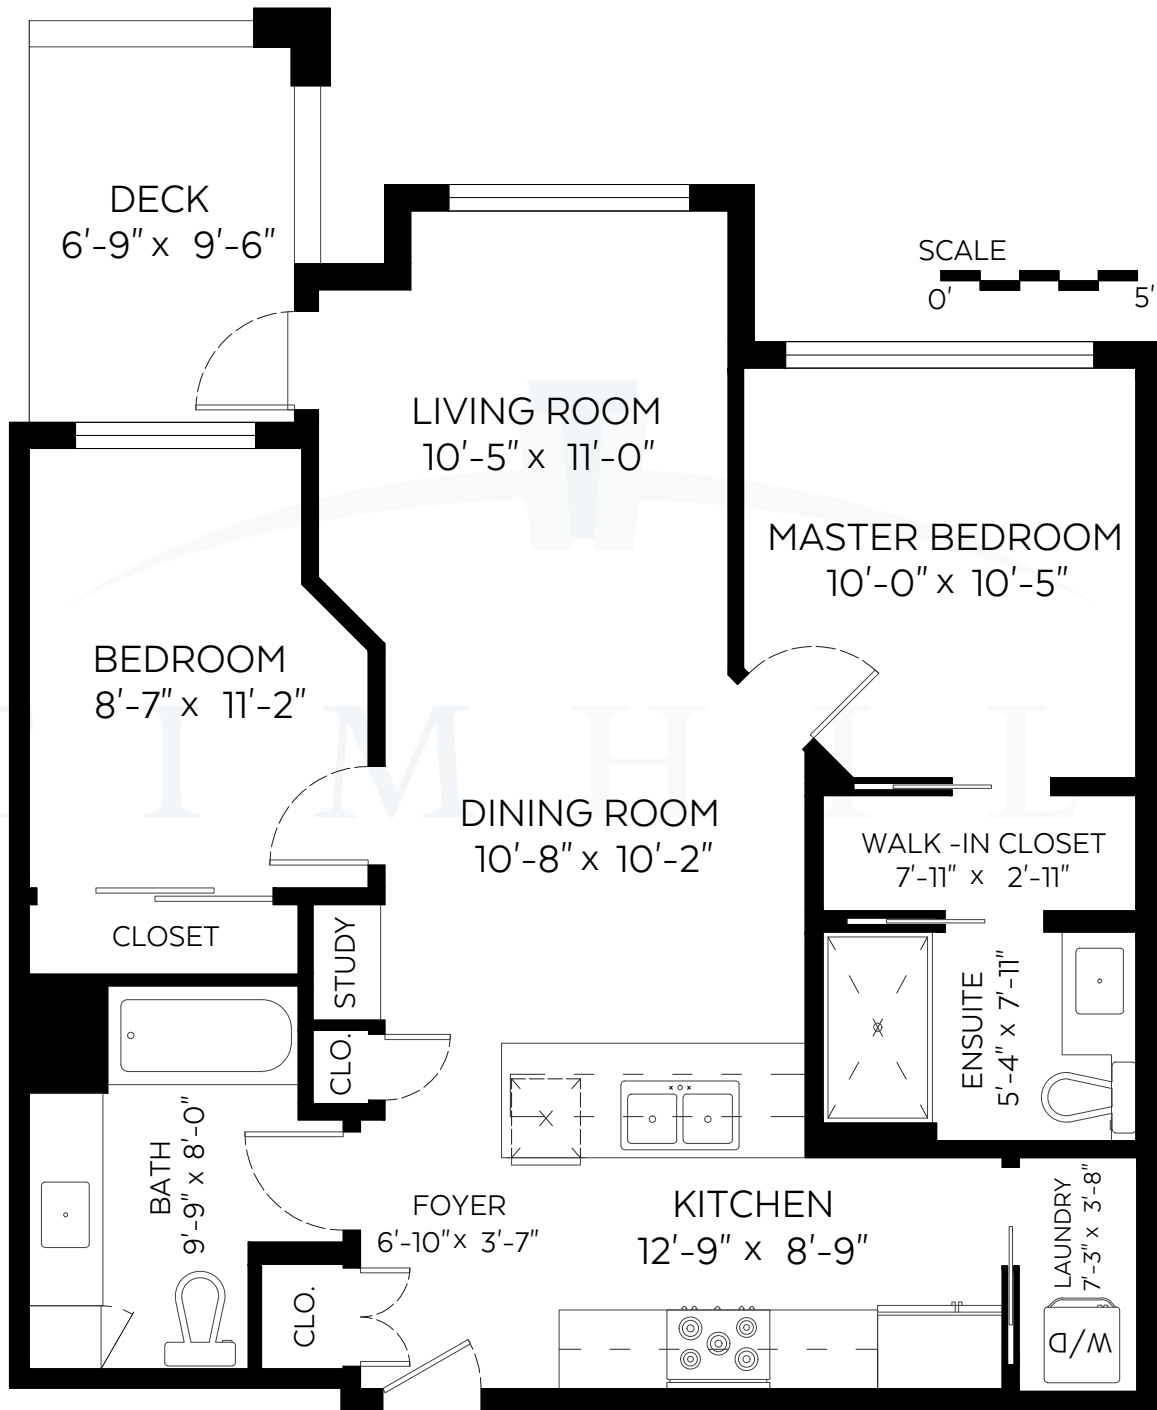 DECK
6'-9" x 9'-6"
SCALE
0' 5'
LIVING ROOM
10'-5" x 11'-0"
MASTER BEDROOM
10'-0" x 10'-5"
BEDROOM
8'-7" x 11'-2"
DINING ROOM
10'-8" x 10'-2"
WALK -IN CLOSET
7'-11" x 2'-11"
CLOSET
STUDY
CLO.
ENSUITE
5'-4" x 7'-11"
BATH
9'-9" x 8'-0"
FOYER
6'-10" x 3'-7"
KITCHEN
12'-9" x 8'-9"
LAUNDRY
7'-3" x 3'-8"
CLO.
W/D